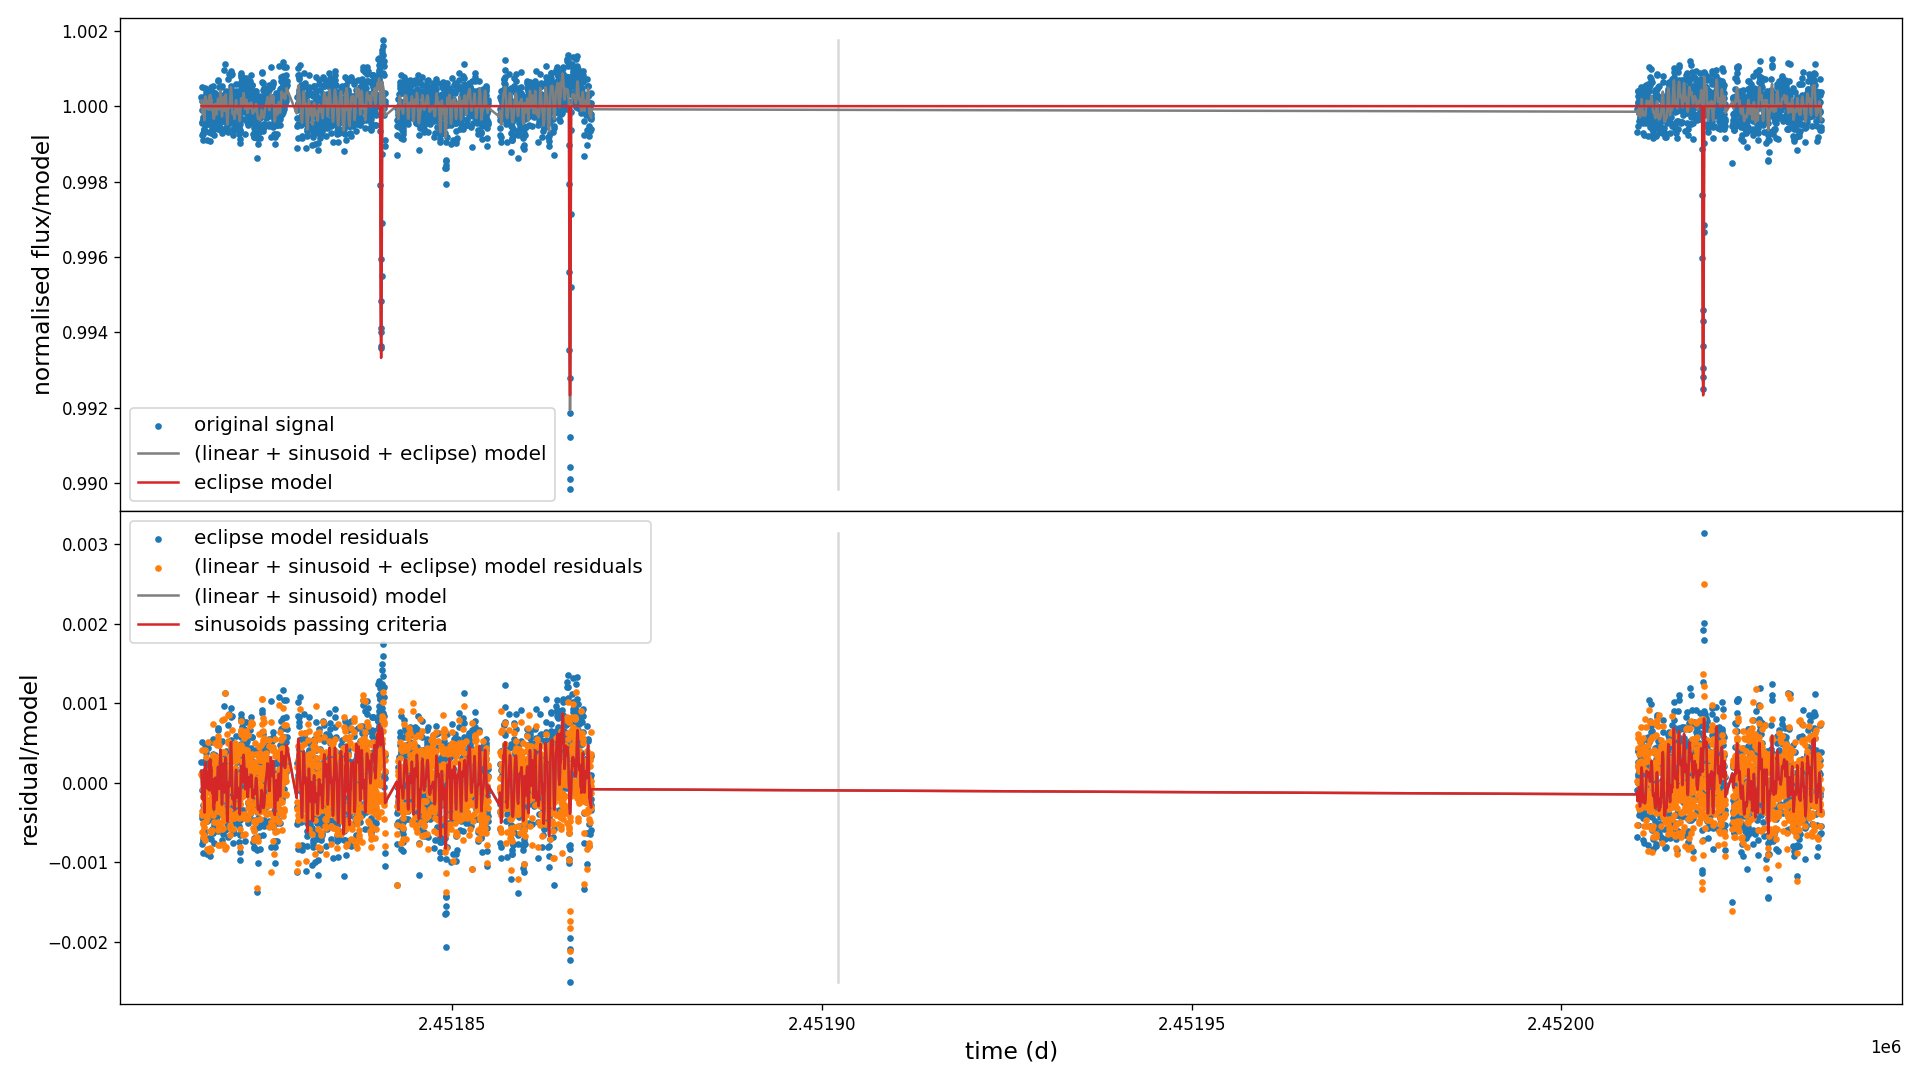 normalised flux/model
1.002
1.000
0.998
0.996
0.994
0.992
0.990
original signal
(linear + sinusoid + eclipse) model
eclipse model
residual/model
0.003
0.002
0.001
0.000
−0.001
−0.002
eclipse model residuals
(linear + sinusoid + eclipse) model residuals
(linear + sinusoid) model
sinusoids passing criteria
2.45185
2.45190
2.45195
2.45200
1e6
time (d)